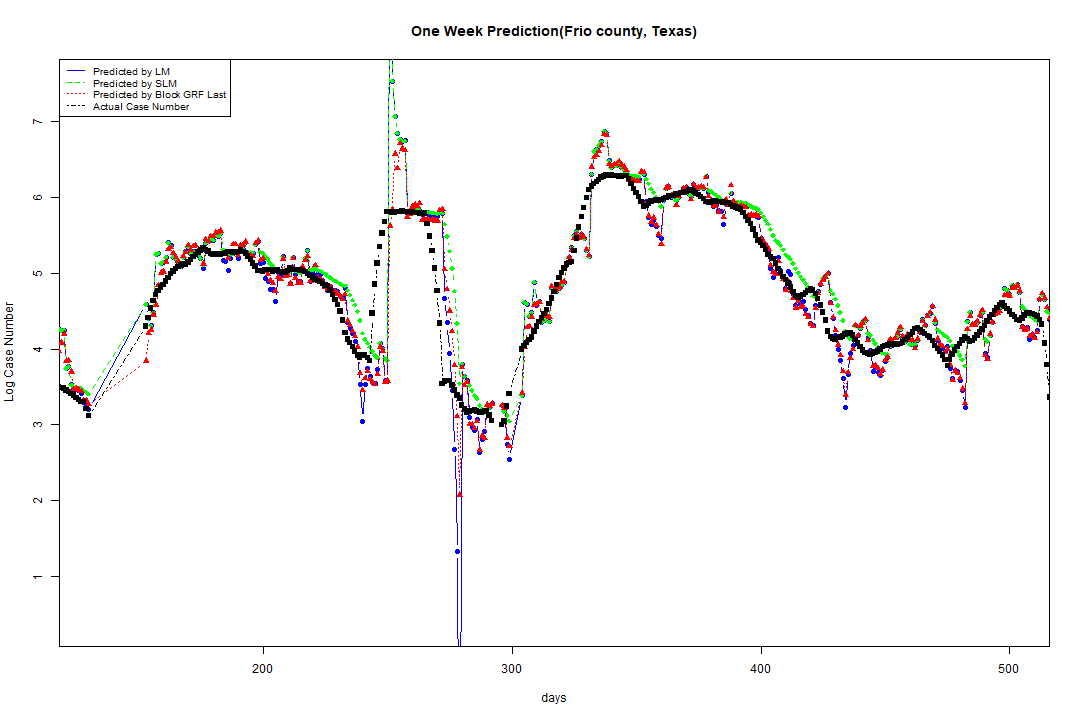 One Week Prediction(Frio county, Texas)
Predicted by LM
Predicted by SLM
Predicted by Block GRF Last
Actual Case Number
7
6
5
4
3
2
1
Log Case Number
200
300
400
500
days